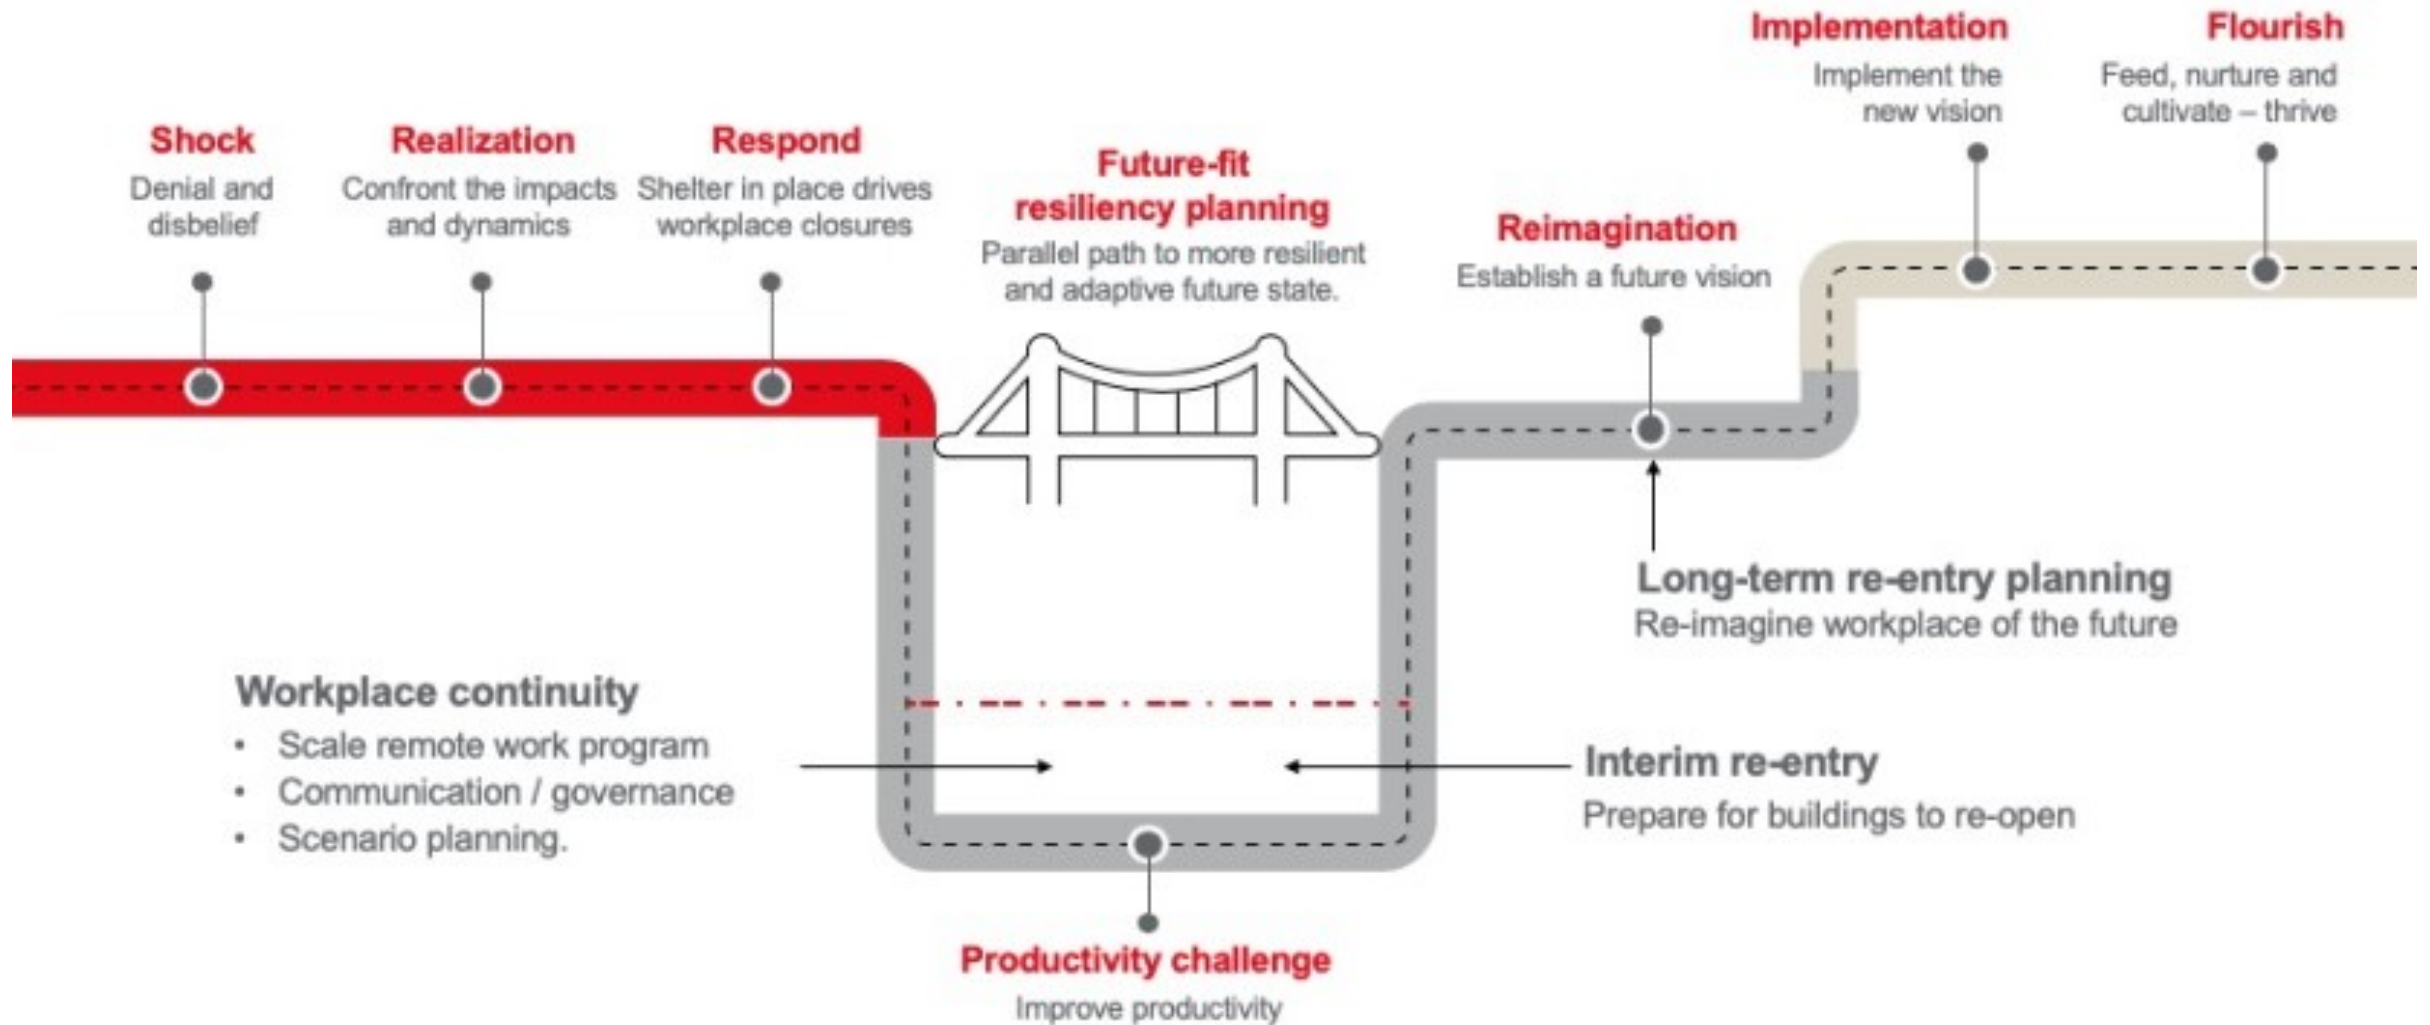 Shock
Denial and
disbelief
Realization
Confront the impacts
and dynamics
Respond
Shelter in place drives
workplace closures
Future-fit
resiliency planning
Parallel path to more resilient
and adaptive future state.
Reimagination
Establish a future vision
Implementation
Implement the
new vision
Flourish
Feed, nurture and
cultivate – thrive
Long-term re-entry planning
Re-imagine workplace of the future
Workplace continuity
• Scale remote work program
• Communication / governance
• Scenario planning.
Interim re-entry
Prepare for buildings to re-open
Productivity challenge
Improve productivity